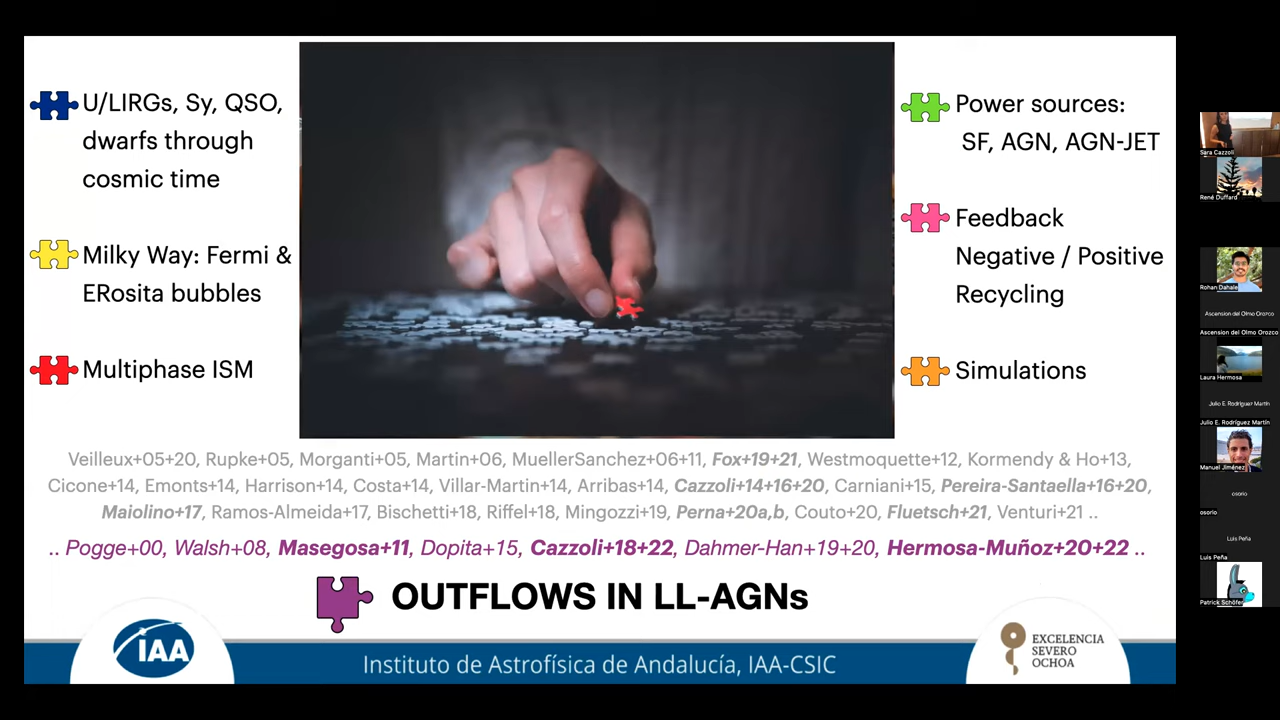 U/LIRGs, Sy, QSO,
dwarfs through
cosmic time
Milky Way: Fermi &
ERosita bubbles
Multiphase ISM
Power sources:
SF, AGN, AGN-JET
Feedback
Negative / Positive
Recycling
Simulations
Veilleux+05+20, Rupke+05, Morganti+05, Martin+06, MuellerSanchez+06+11, Fox+19+21, Westmoquette+12, Kormendy & Ho+13,
Cicone+14, Emonts+14, Harrison+14, Costa+14, Villar-Martin+14, Arribas+14, Cazzoli+14+16+20, Carniani+15, Pereira-Santaella+16+20,
Maiolino+17, Ramos-Almeida+17, Bischetti+18, Riffel+18, Mingozzi+19, Perna+20a,b, Couto+20, Fluetsch+21, Venturi+21 ..
.. Pogge+00, Walsh+08, Masegosa+11, Dopita+15, Cazzoli+18+22, Dahmer-Han+19+20, Hermosa-Muñoz+20+22 ..
OUTFLOWS IN LL-AGNs
IAA
Instituto de Astrofísica de Andalucía, IAA-CSIC
EXCELENCIA
SEVERO
OCHOA
Sara Cazzoli
René Duffard
Rohan Dahale
Ascension del Olmo Orozco
Ascension del Olmo Orozco
Laura Hermosa
Julio E. Rodríguez Martín
Julio E. Rodríguez Martín
Manuel Jiménez
osorio
osorio
Luis Peña
Luis Peña
Patrick Schöfer